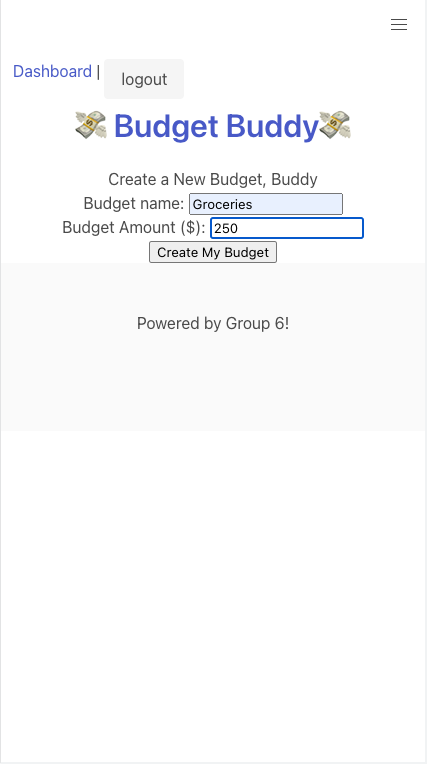 Dashboard | logout
💸 Budget Buddy💸
Create a New Budget, Buddy
Budget name: Groceries
Budget Amount ($): 250
Create My Budget
Powered by Group 6!